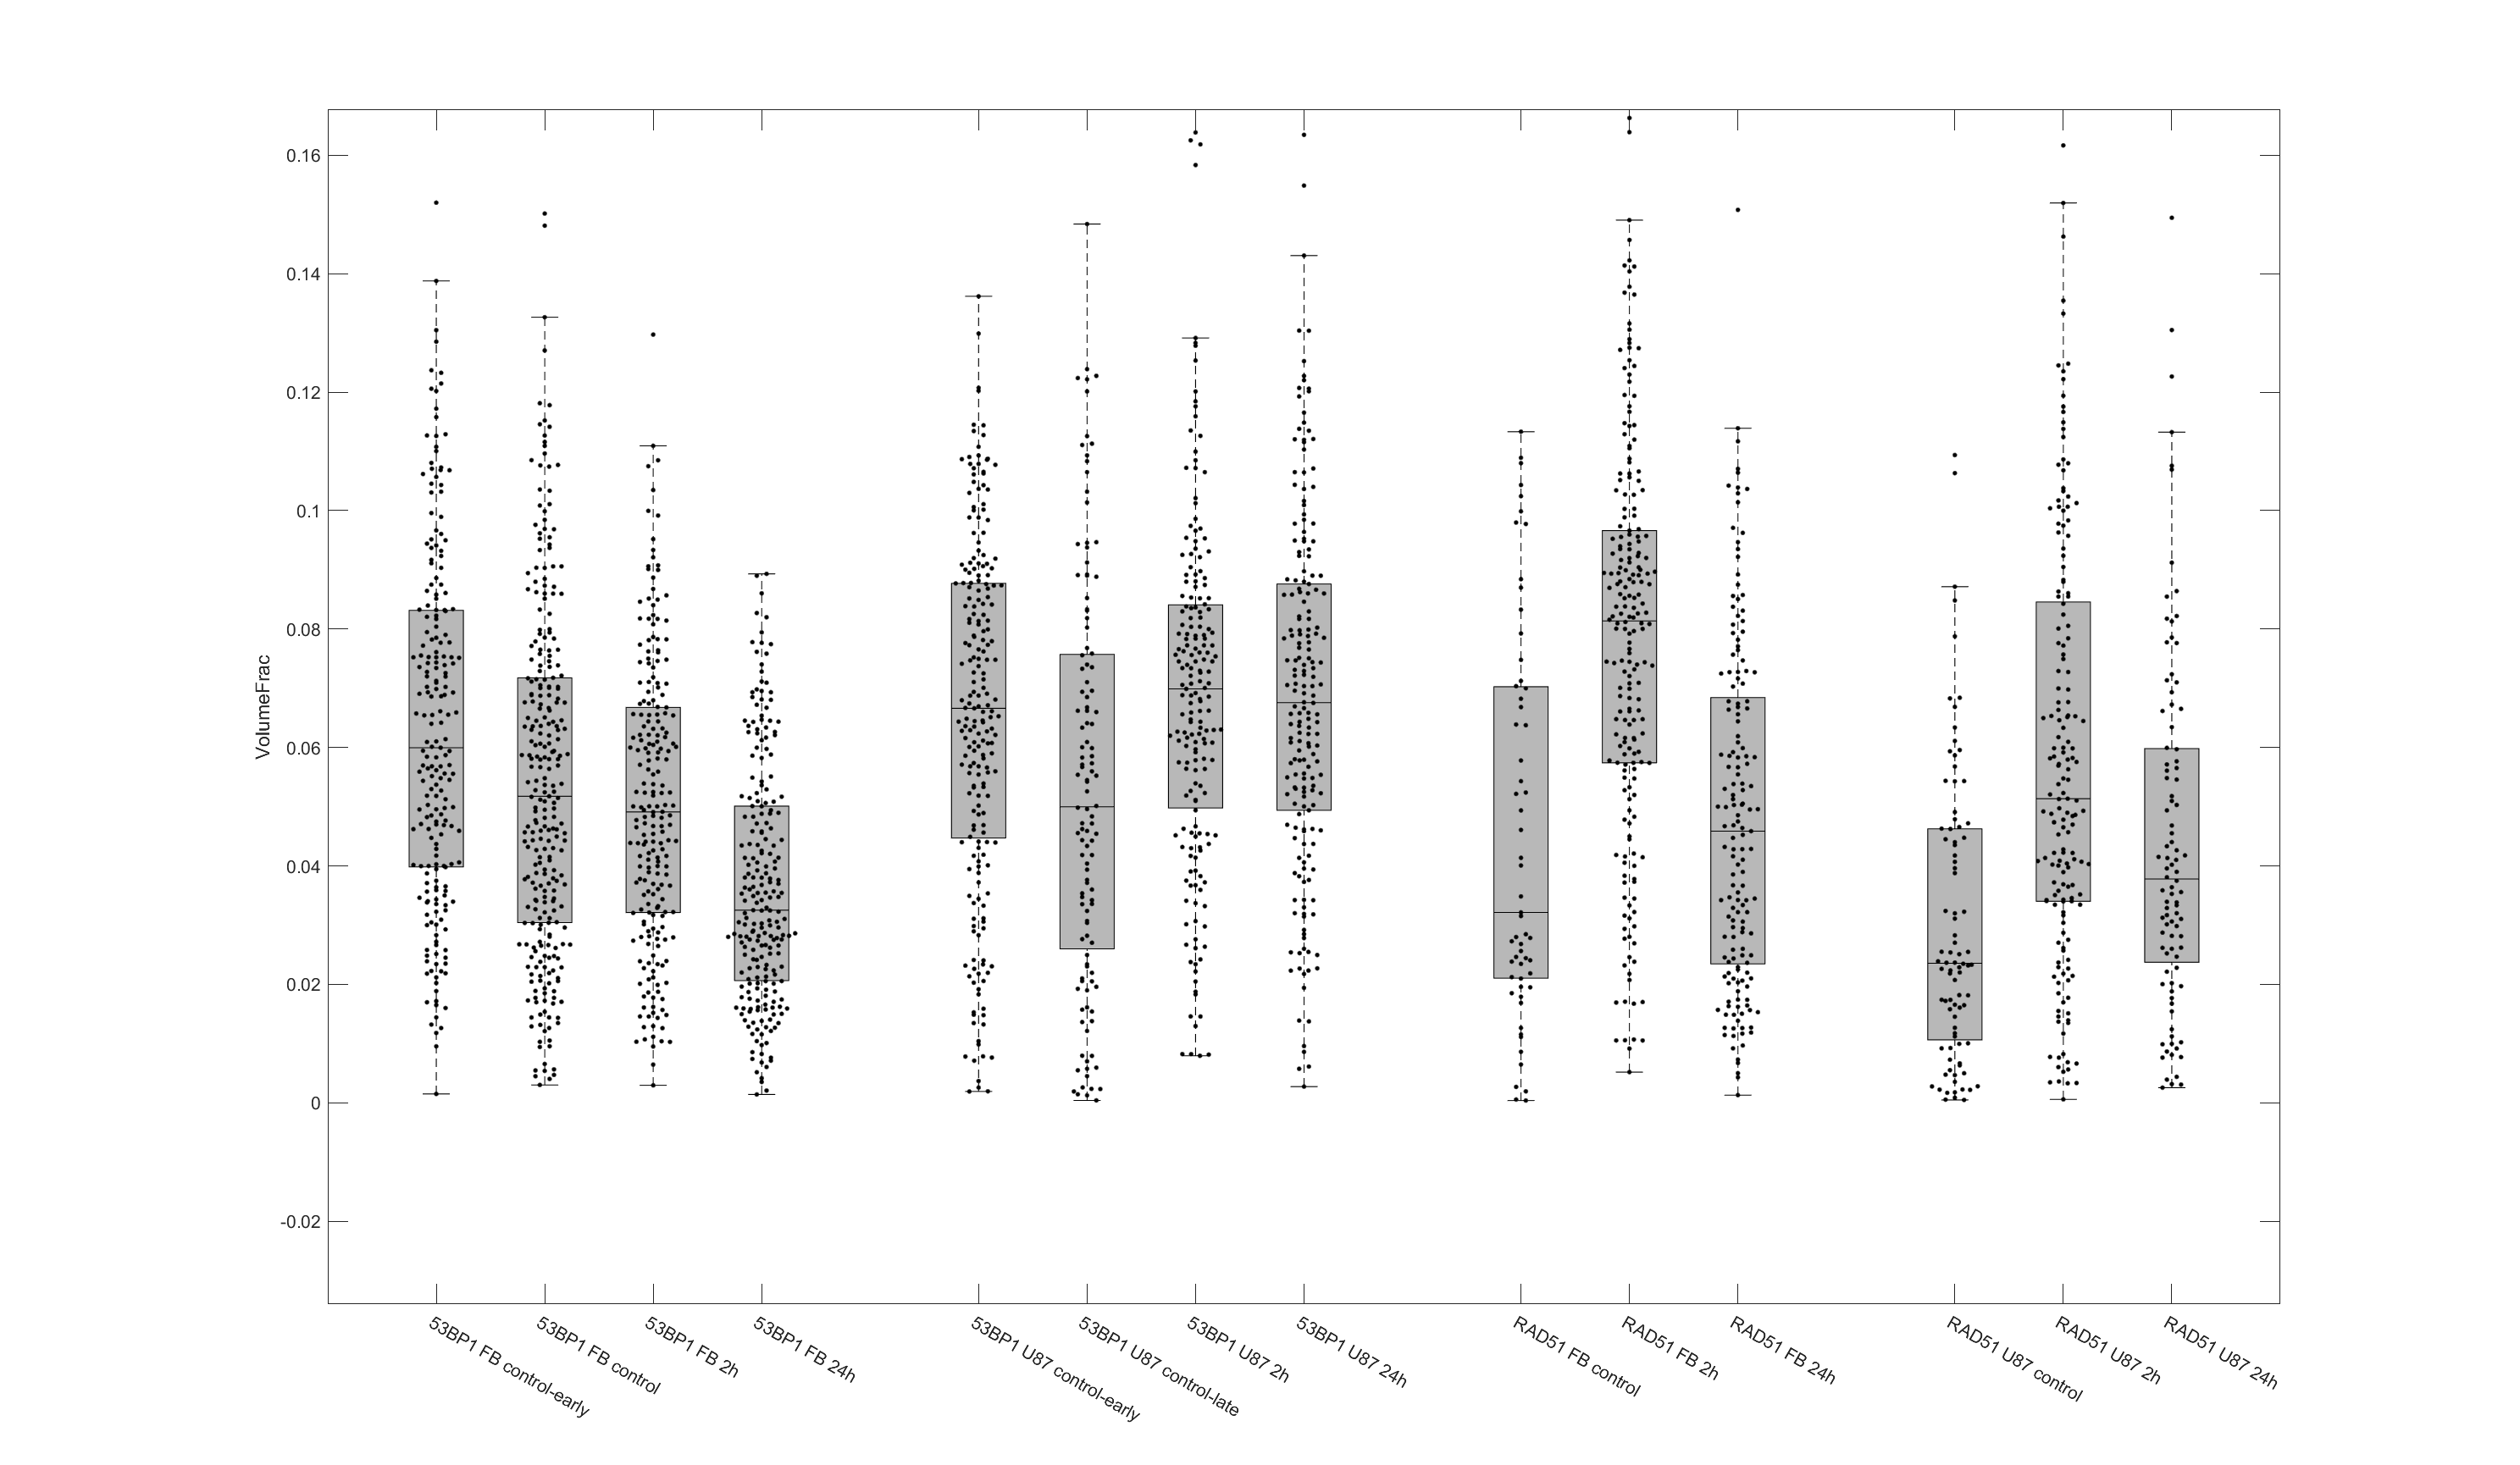 0.16
0.14
0.12
0.1
0.08
0.06
0.04
0.02
0
-0.02
VolumeFrac
53BP1 FB control-early
53BP1 FB control
53BP1 FB 2h
53BP1 FB 24h
53BP1 U87 control-early
53BP1 U87 control-late
53BP1 U87 2h
53BP1 U87 24h
RAD51 FB control
RAD51 FB 2h
RAD51 FB 24h
RAD51 U87 control
RAD51 U87 2h
RAD51 U87 24h